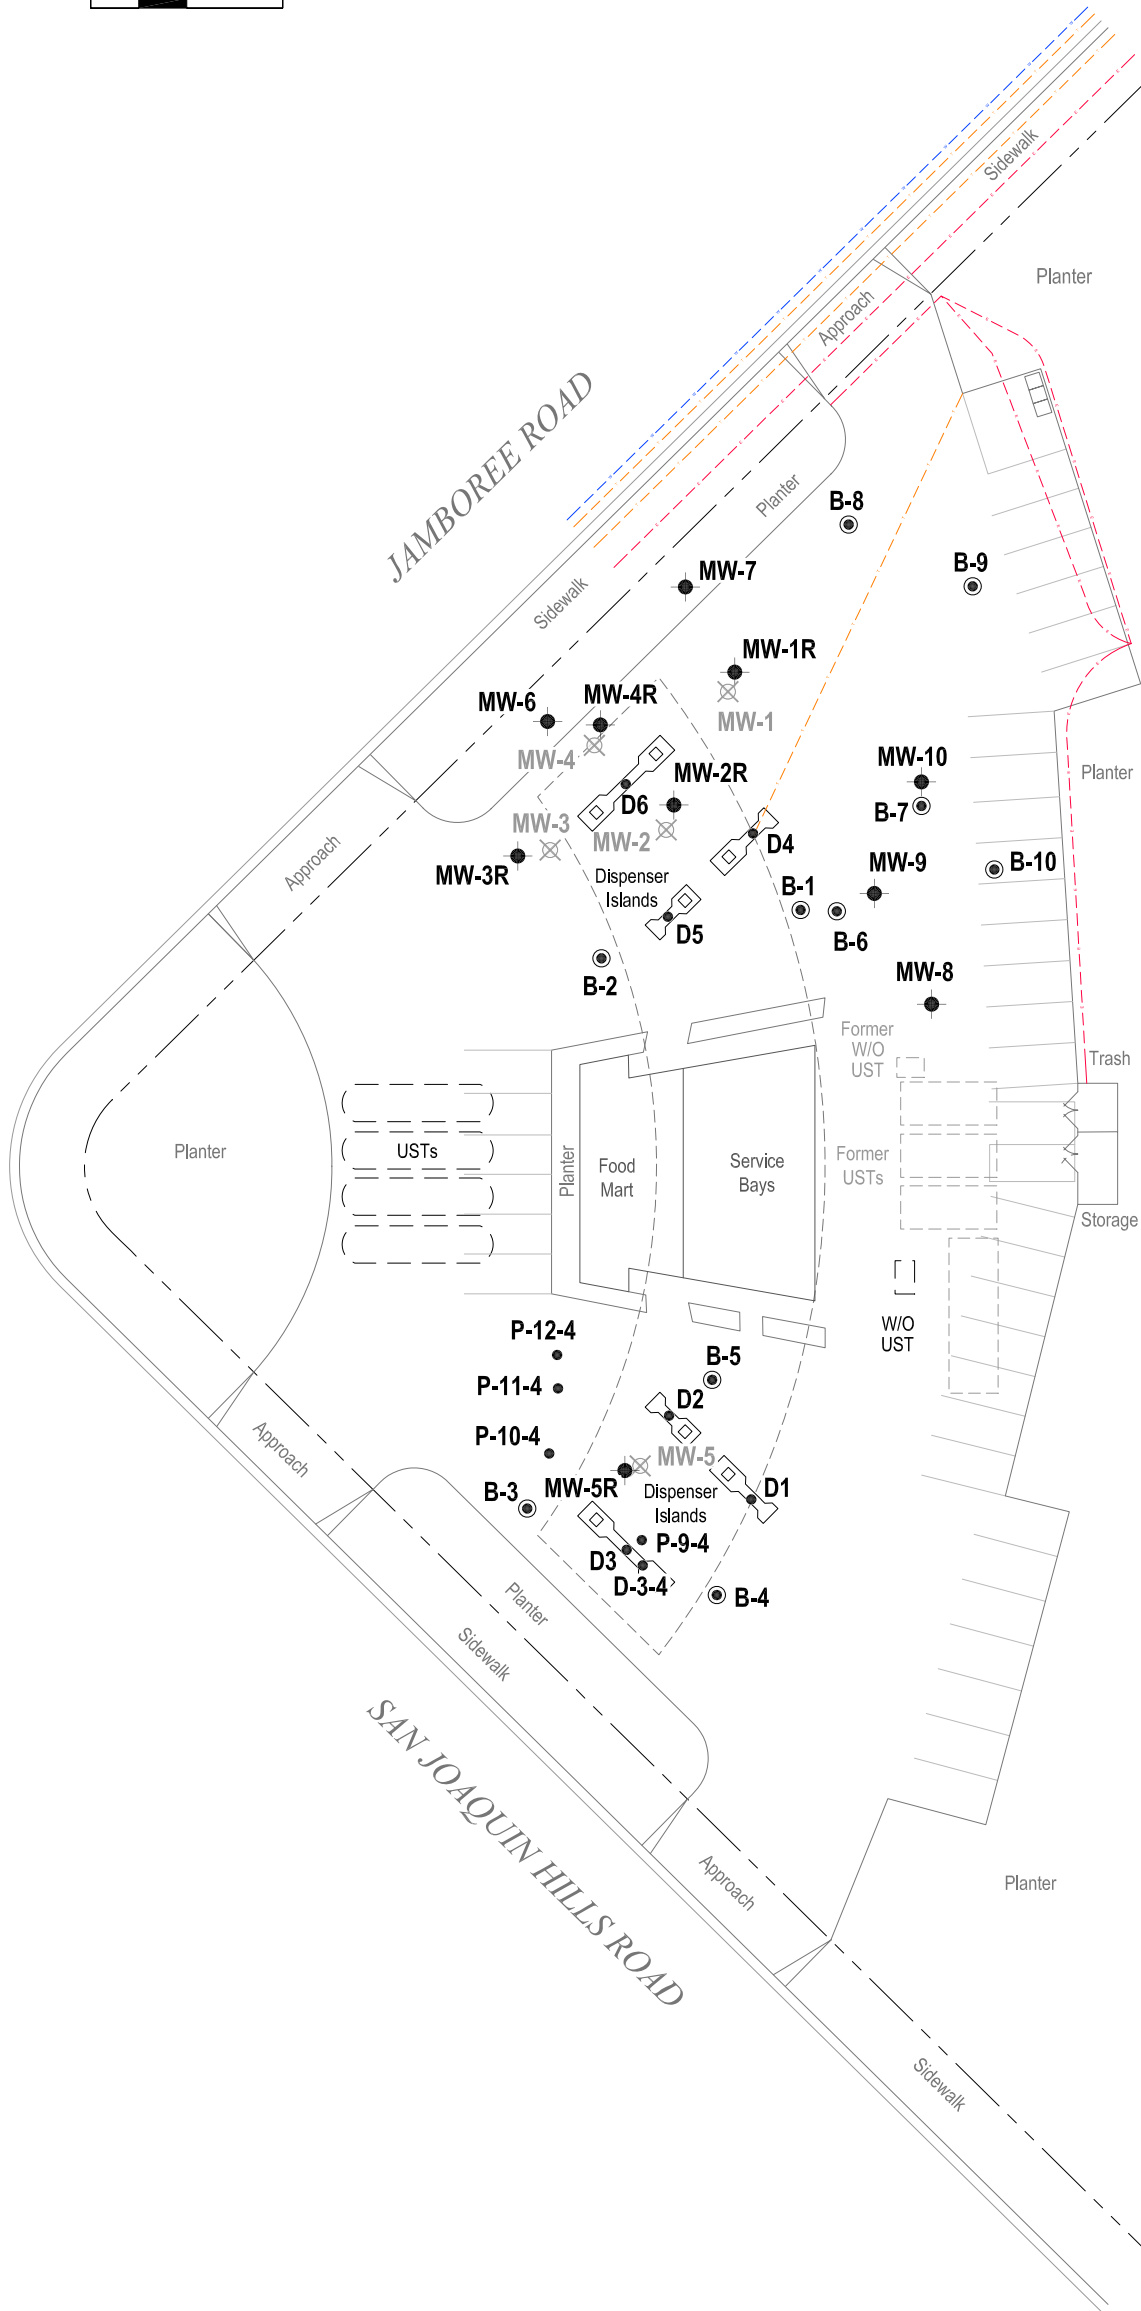 Sidewalk
Planter
Approach
JAMBOREE ROAD
Planter
B-8
B-9
MW-7
Sidewalk
MW-1R
MW-1
MW-6
MW-4R
MW-4
MW-10
Planter
MW-2R
D6
B-7
MW-3
MW-2
D4
Approach
MW-3R
Dispenser
Islands
MW-9
B-10
B-1
B-6
D5
B-2
MW-8
Former
W/O
UST
Trash
Planter
USTs
Planter
Food
Mart
Service
Bays
Former
USTs
Storage
W/O
UST
P-12-4
B-5
P-11-4
D2
Approach
P-10-4
MW-5
MW-5R
B-3
Dispenser
Islands
D1
P-9-4
D3
D-3-4
B-4
Planter
Sidewalk
SAN JOAQUIN HILLS ROAD
Approach
Planter
Sidewalk